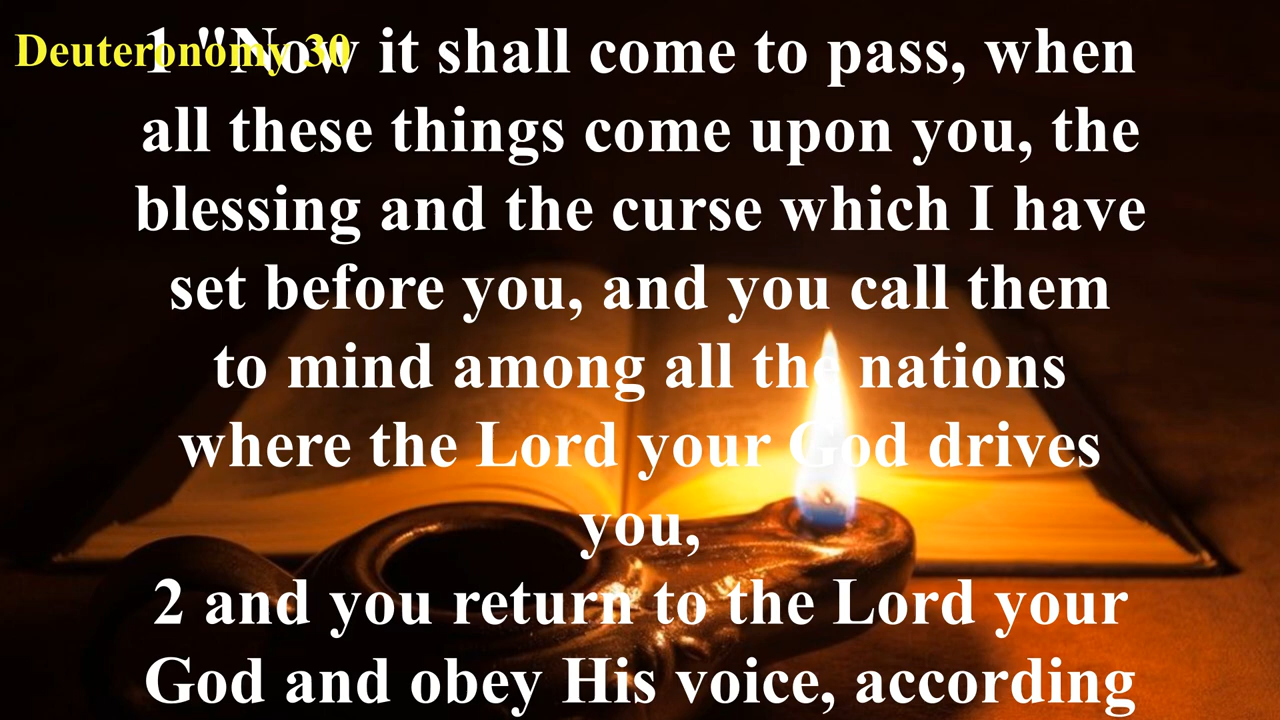 Deuteronomy 30
1 "Now it shall come to pass, when
all these things come upon you, the
blessing and the curse which I have
set before you, and you call them
to mind among all the nations
where the Lord your God drives
you,
2 and you return to the Lord your
God and obey His voice, according